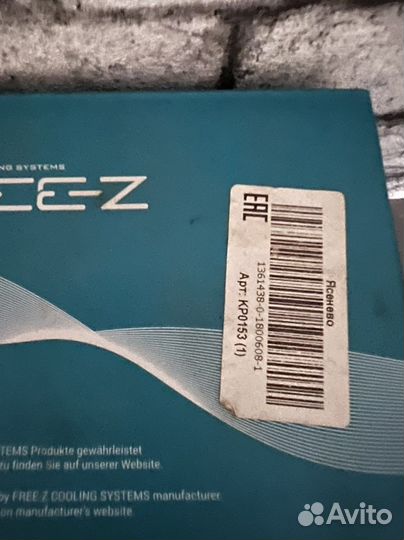 NG SYSTEMS
EE-Z
EAC
Ясенево
1361438-0-1800608-1
Арт: KP0153 (1)
TEMS Produkte gewährleistet
zu finden Sie auf unserer Website.
by FREE-Z COOLING SYSTEMS manufacturer
on manufacturer's website.
Avito